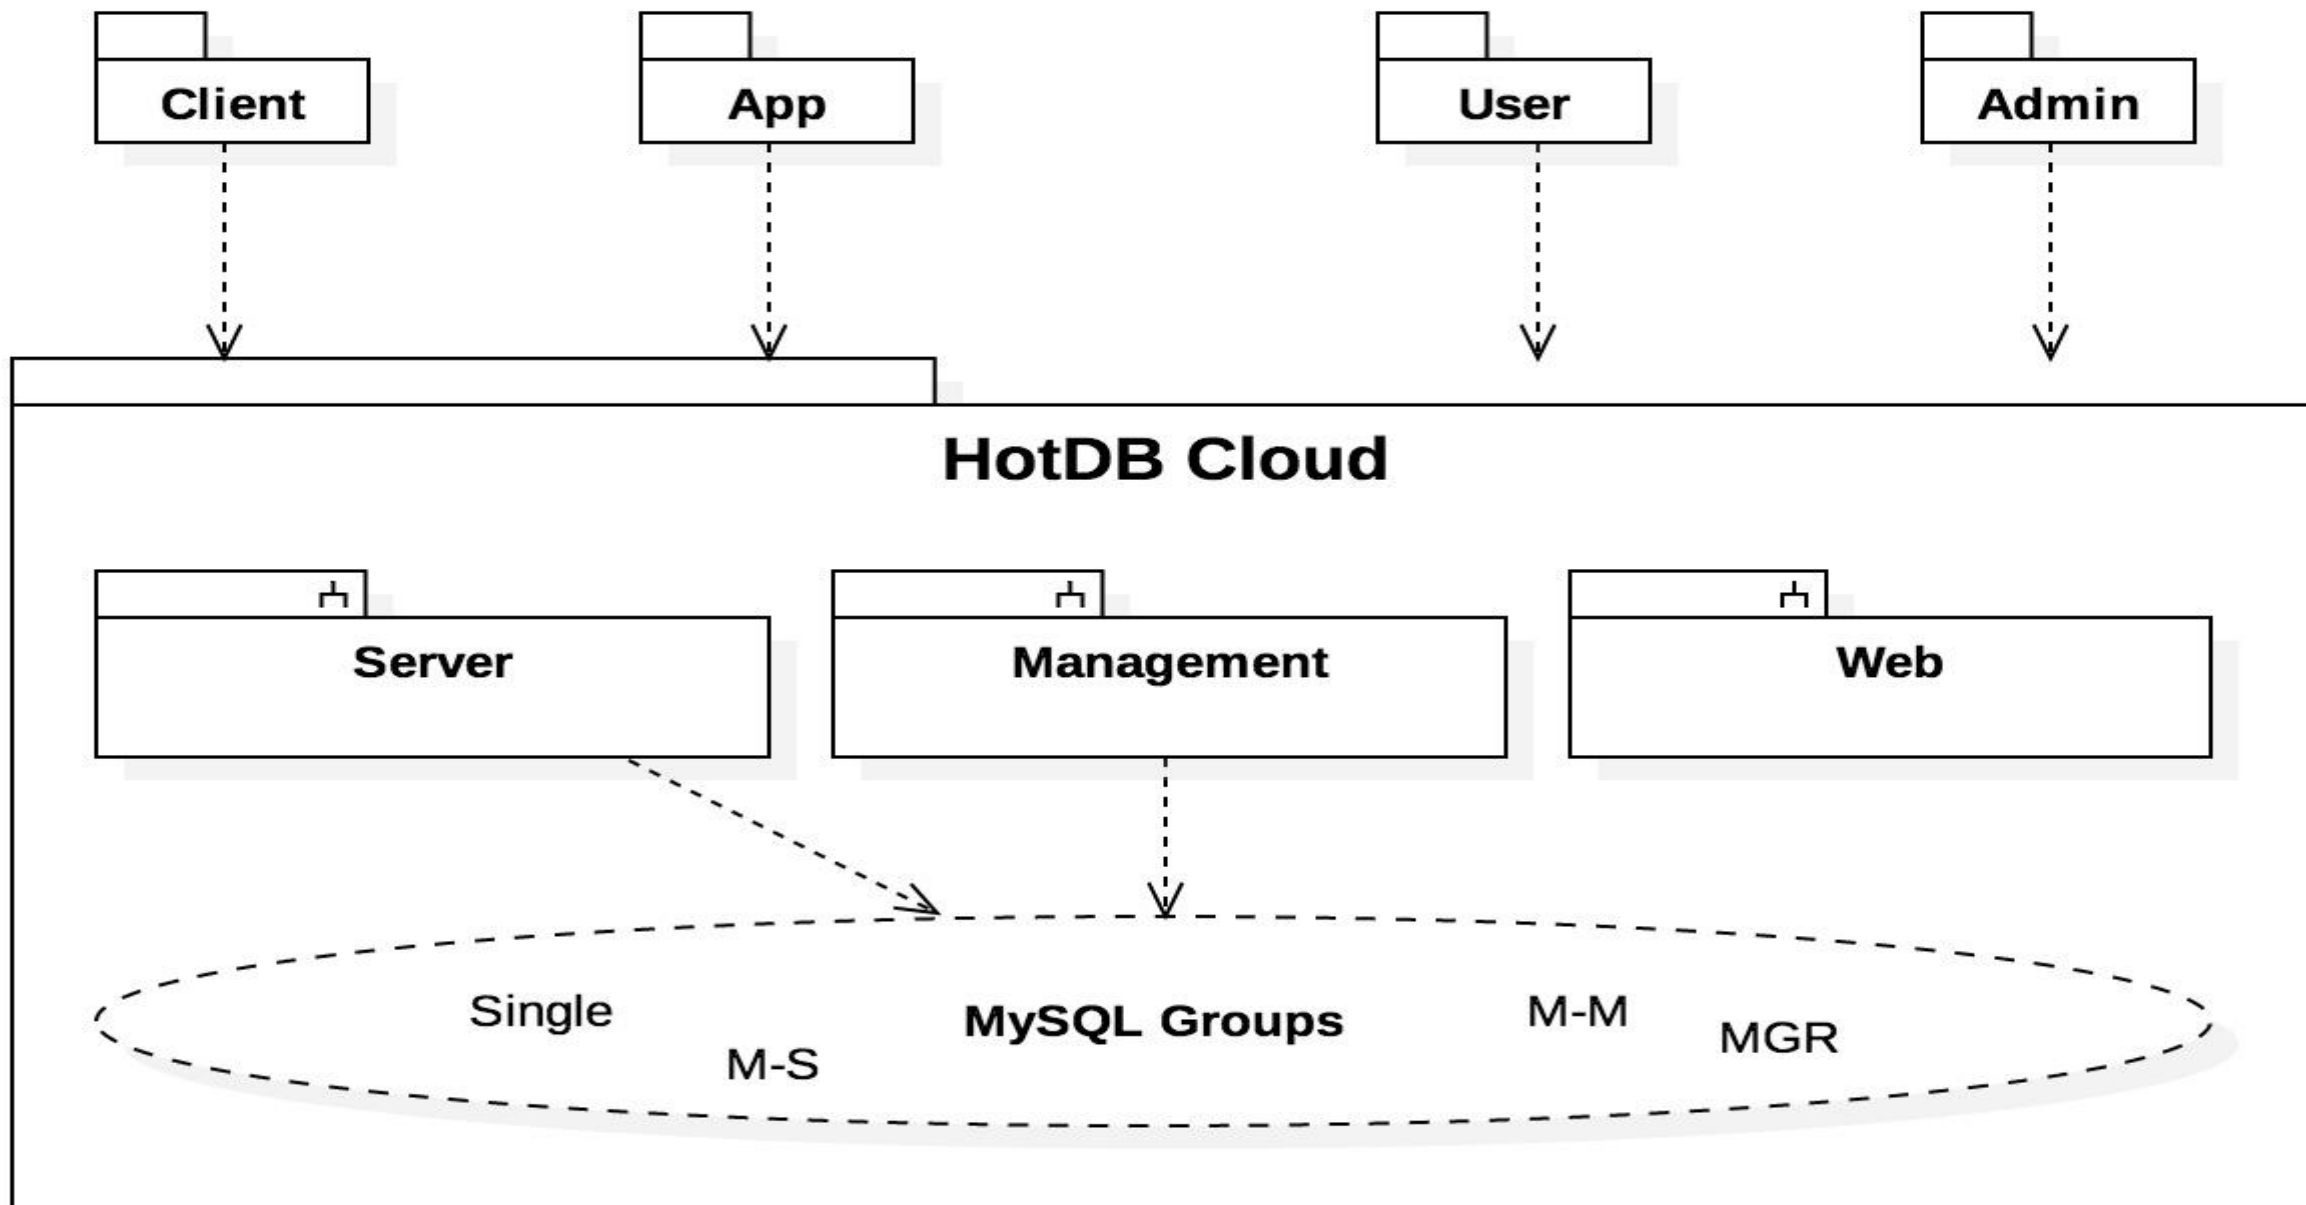 Client
App
User
Admin
HotDB Cloud
Server
Management
Web
Single
MySQL Groups
M-M
MGR
M-S